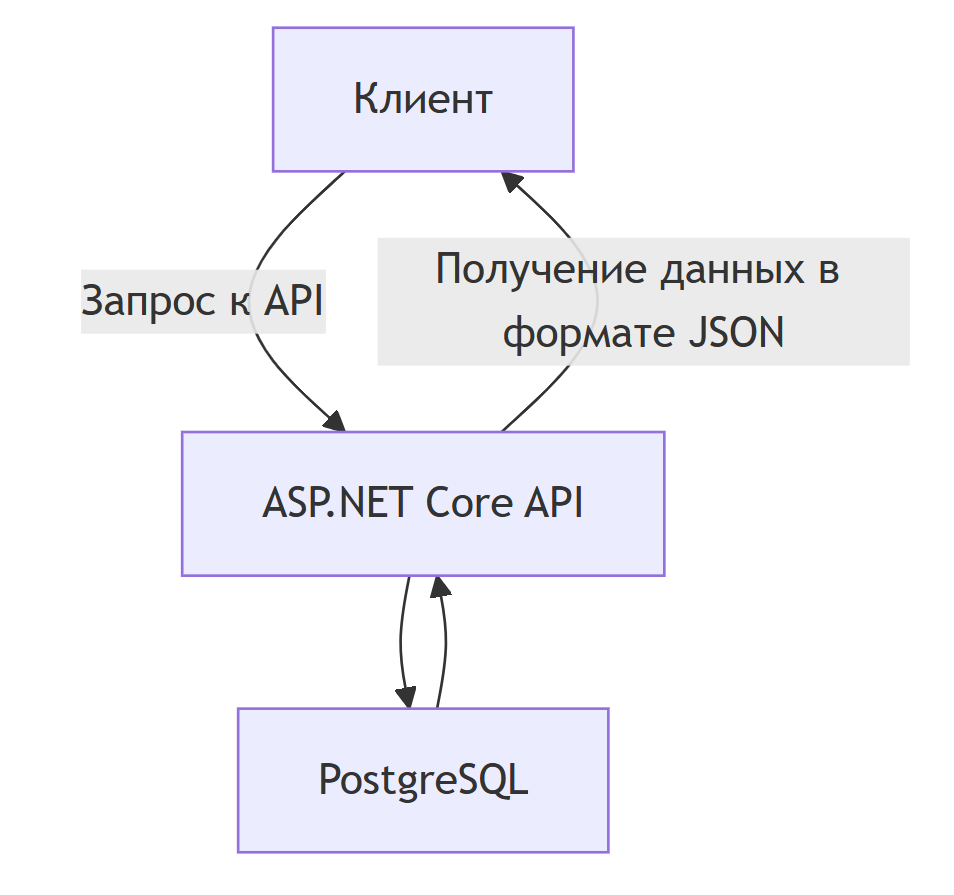 Клиент
Запрос к API
Получение данных в
формате JSON
ASP.NET Core API
PostgreSQL